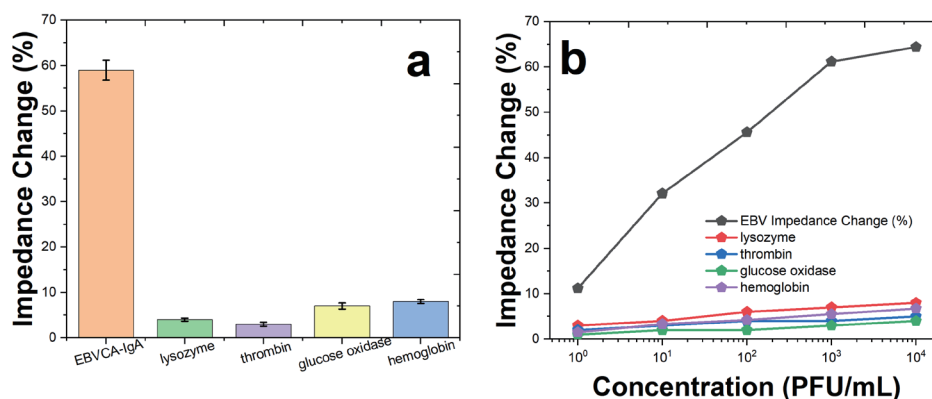 a
Impedance Change (%)
70
60
50
40
30
20
10
0
EBVCA-IgA
lysozyme
thrombin
glucose oxidase
hemoglobin
b
Impedance Change (%)
70
60
50
40
30
20
10
0
EBV Impedance Change (%)
lysozyme
thrombin
glucose oxidase
hemoglobin
10⁰ 10¹ 10² 10³ 10⁴
Concentration (PFU/mL)